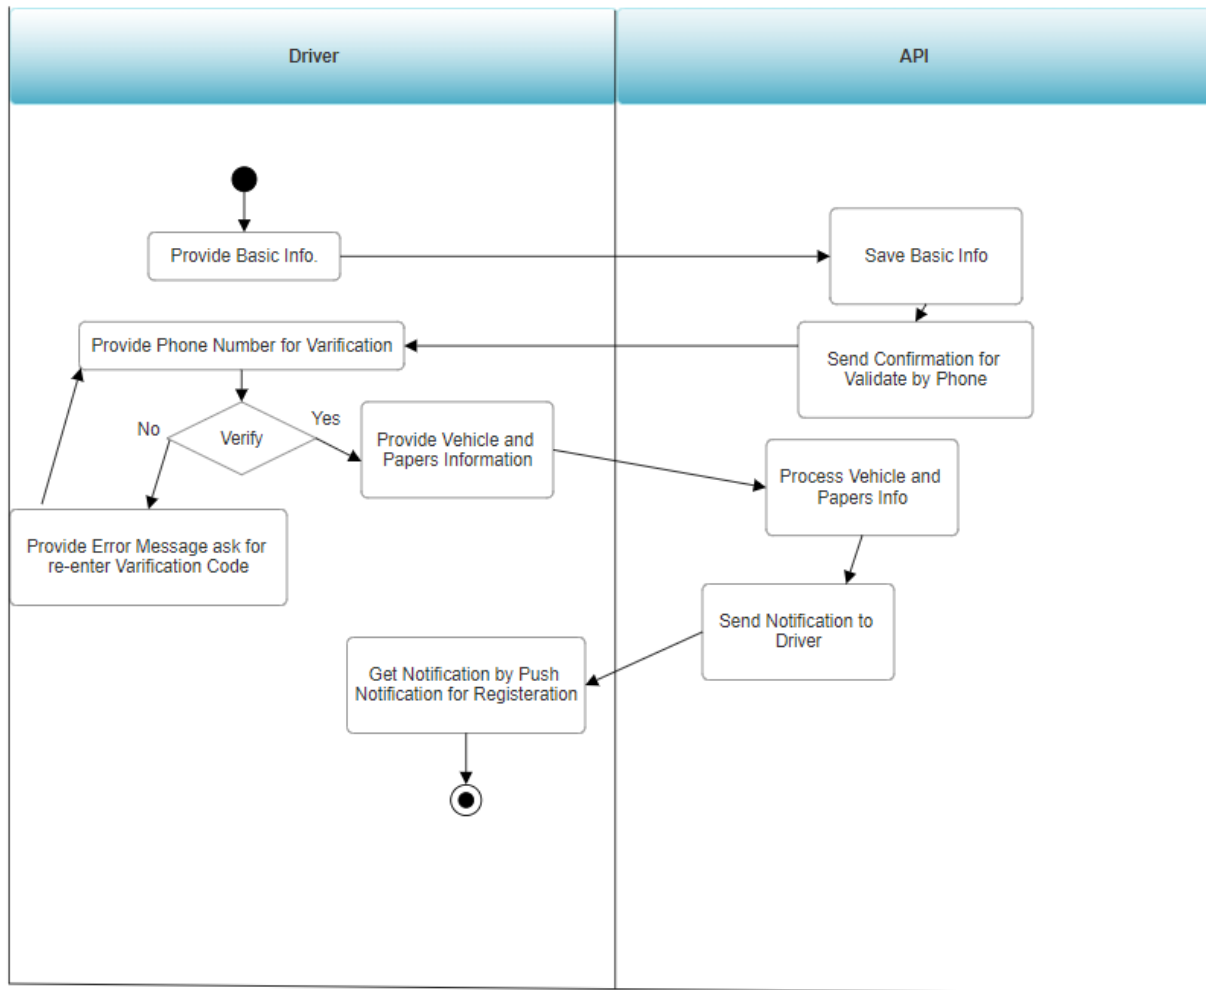 Driver
API
Provide Basic Info.
Save Basic Info
Provide Phone Number for Varification
Send Confirmation for
Validate by Phone
No
Verify
Yes
Provide Vehicle and
Papers Information
Process Vehicle and
Papers Info
Provide Error Message ask for
re-enter Varification Code
Send Notification to
Driver
Get Notification by Push
Notification for Registeration